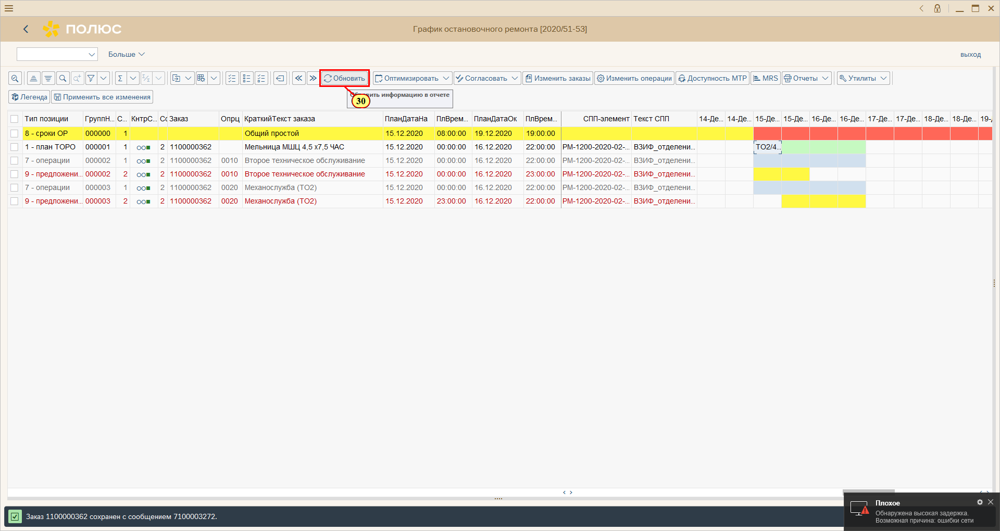 ПОЛЮС
График остановочного ремонта [2020/51-53]
Больше
выход
Σ
Обновить
Оптимизировать
Согласовать
Изменить заказы
Изменить операции
Доступность МТР
MRS
Отчеты
Утилиты
Легенда
Применить все изменения
информацию в отчете
30
Тип позиции ГруппН... С... КнтрС... Сс Заказ Опрц КраткийТекст заказа ПланДатаНа ПлВрем... ПланДатаОк ПлВрем... СПП-элемент Текст СПП 14-Де... 14-Де... 15-Де... 15-Де... 16-Де... 16-Де... 17-Де... 17-Де... 18-Де... 18-Де... 19-
8 - сроки ОР 000000 1 Общий простой 15.12.2020 08:00:00 19.12.2020 19:00:00
1 - план ТОРО 000001 1 2 1100000362 Мельница МШЦ 4,5 х7,5 ЧАС 15.12.2020 00:00:00 16.12.2020 22:00:00 РМ-1200-2020-02-... ВЗИФ_отделени... ТО2/4...
7 - операции 000002 1 2 1100000362 0010 Второе техническое обслуживание 15.12.2020 00:00:00 16.12.2020 22:00:00 РМ-1200-2020-02-... ВЗИФ_отделени...
9 - предложени... 000002 2 2 1100000362 0010 Второе техническое обслуживание 15.12.2020 00:00:00 16.12.2020 23:00:00 РМ-1200-2020-02-... ВЗИФ_отделени...
7 - операции 000003 1 2 1100000362 0020 Механослужба (ТО2) 15.12.2020 00:00:00 16.12.2020 22:00:00 РМ-1200-2020-02-... ВЗИФ_отделени...
9 - предложени... 000003 2 2 1100000362 0020 Механослужба (ТО2) 15.12.2020 23:00:00 16.12.2020 22:00:00 РМ-1200-2020-02-... ВЗИФ_отделени...
Заказ 1100000362 сохранен с сообщением 7100003272.
Плохое
Обнаружена высокая задержка.
Возможная причина: ошибки сети